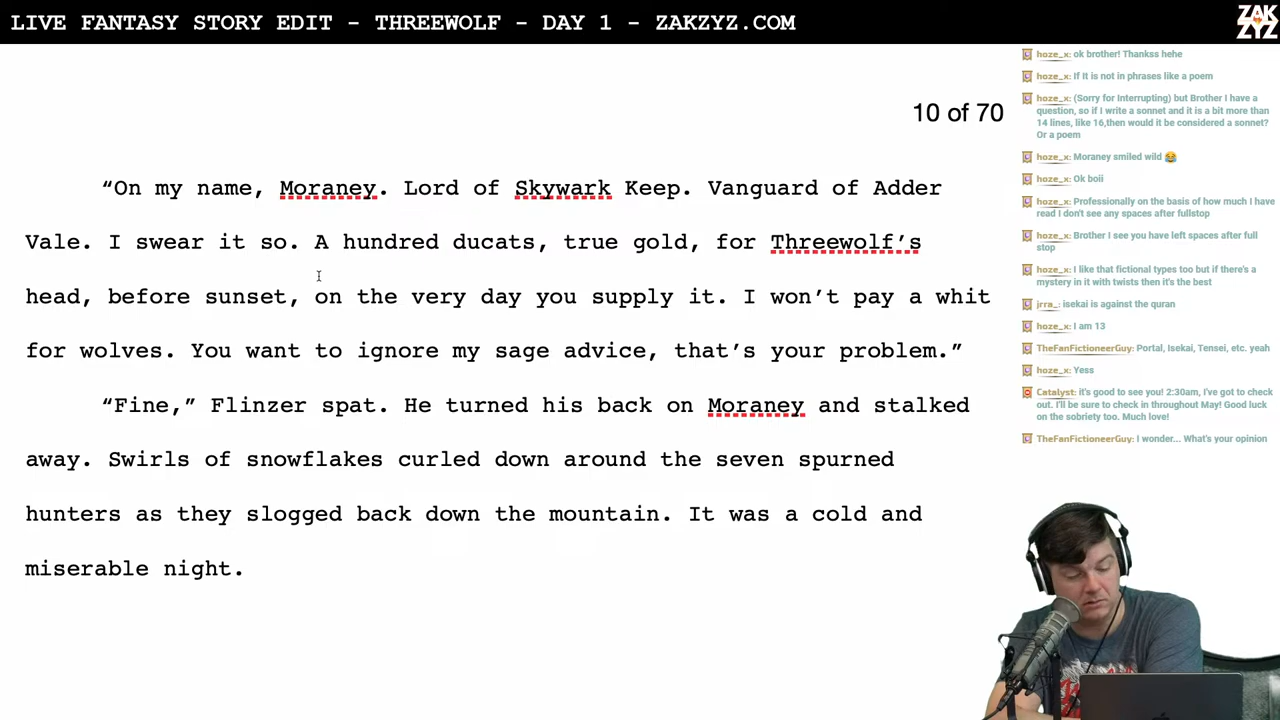 LIVE FANTASY STORY EDIT - THREEWOLF - DAY 1 - ZAKZYZ.COM
ZAK
ZYZ
10 of 70
“On my name, Moraney. Lord of Skywark Keep. Vanguard of Adder
Vale. I swear it so. A hundred ducats, true gold, for Threewolf’s
head, before sunset, on the very day you supply it. I won’t pay a whit
for wolves. You want to ignore my sage advice, that’s your problem.”
“Fine,” Flinzer spat. He turned his back on Moraney and stalked
away. Swirls of snowflakes curled down around the seven spurned
hunters as they slogged back down the mountain. It was a cold and
miserable night.
hoze_x: ok brother! Thankss hehe
hoze_x: If It is not in phrases like a poem
hoze_x: (Sorry for Interrupting) but Brother I have a
question, so if I write a sonnet and it is a bit more than
14 lines, like 16,then would it be considered a sonnet?
Or a poem
hoze_x: Moraney smiled wild 😂
hoze_x: Ok boii
hoze_x: Professionally on the basis of how much I have
read I don't see any spaces after fullstop
hoze_x: Brother I see you have left spaces after full
stop
hoze_x: I like that fictional types too but if there's a
mystery in it with twists then it's the best
jrra_: isekai is against the quran
hoze_x: I am 13
TheFanFictioneerGuy: Portal, Isekai, Tensei, etc. yeah
hoze_x: Yess
Catalyst: it's good to see you! 2:30am, I've got to check
out. I'll be sure to check in throughout May! Good luck
on the sobriety too. Much love!
TheFanFictioneerGuy: I wonder... What's your opinion